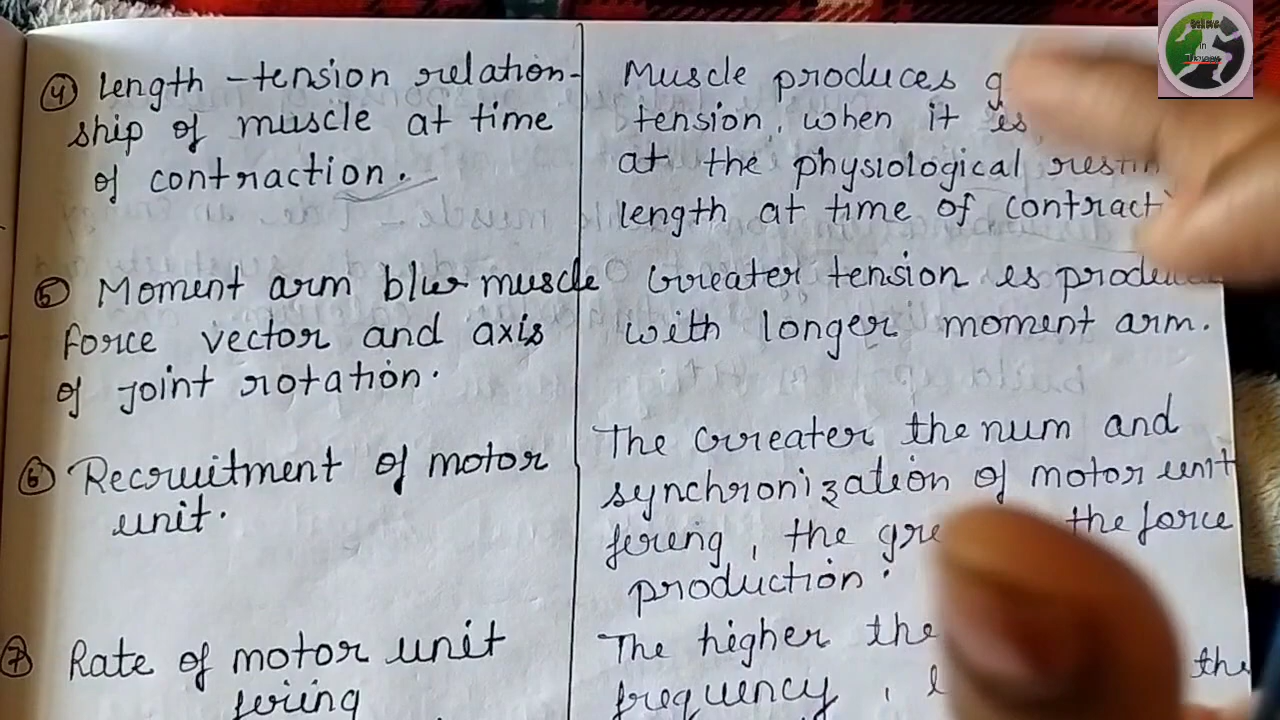 ④ Length - tension relation-
ship of muscle at time
of contraction.
Muscle produces
tension, when it is
at the physiological
length at time of
⑤ Moment arm blw muscle
force vector and axis
of joint rotation.
Greater tension is
with longer moment arm.
⑥ Recruitment of motor
unit.
The Greater the num and
synchronization of motor unit
firing, the the force
production.
⑦ Rate of motor unit
firing
The higher the the
frequency,